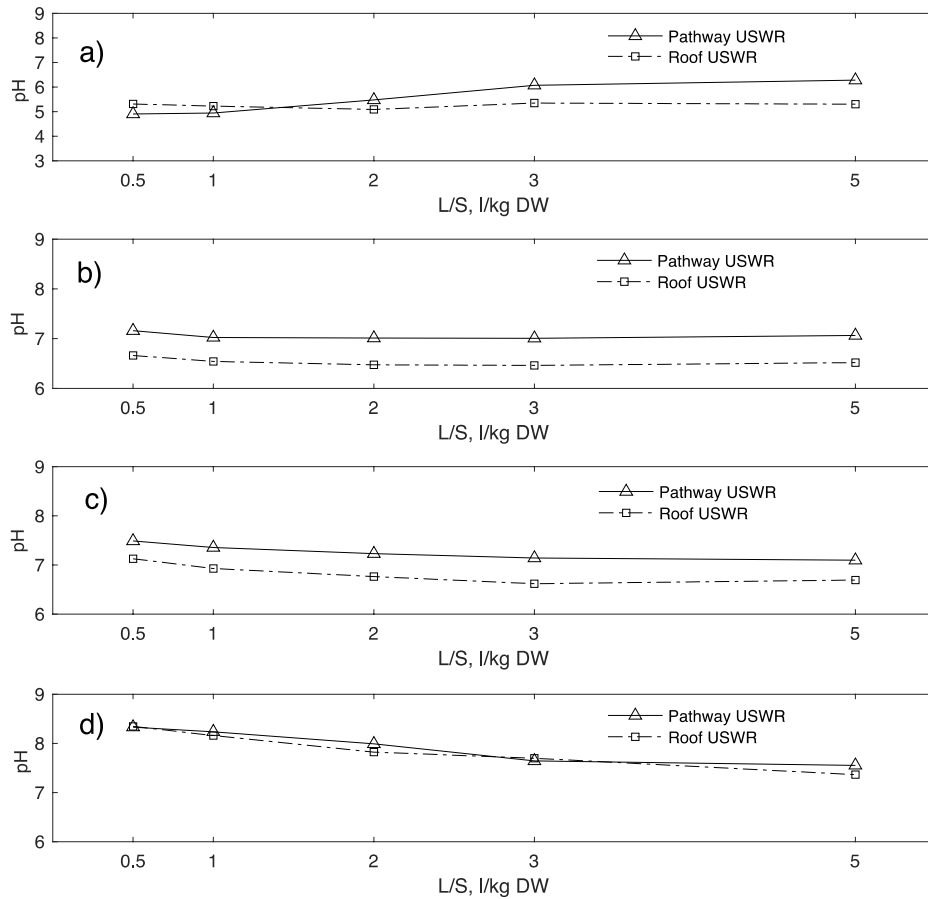 a)
Pathway USWR
Roof USWR
pH
9
8
7
6
5
4
3
0.5 1 2 3 5
L/S, l/kg DW
b)
Pathway USWR
Roof USWR
pH
9
8
7
6
0.5 1 2 3 5
L/S, l/kg DW
c)
Pathway USWR
Roof USWR
pH
9
8
7
6
0.5 1 2 3 5
L/S, l/kg DW
d)
Pathway USWR
Roof USWR
pH
9
8
7
6
0.5 1 2 3 5
L/S, l/kg DW